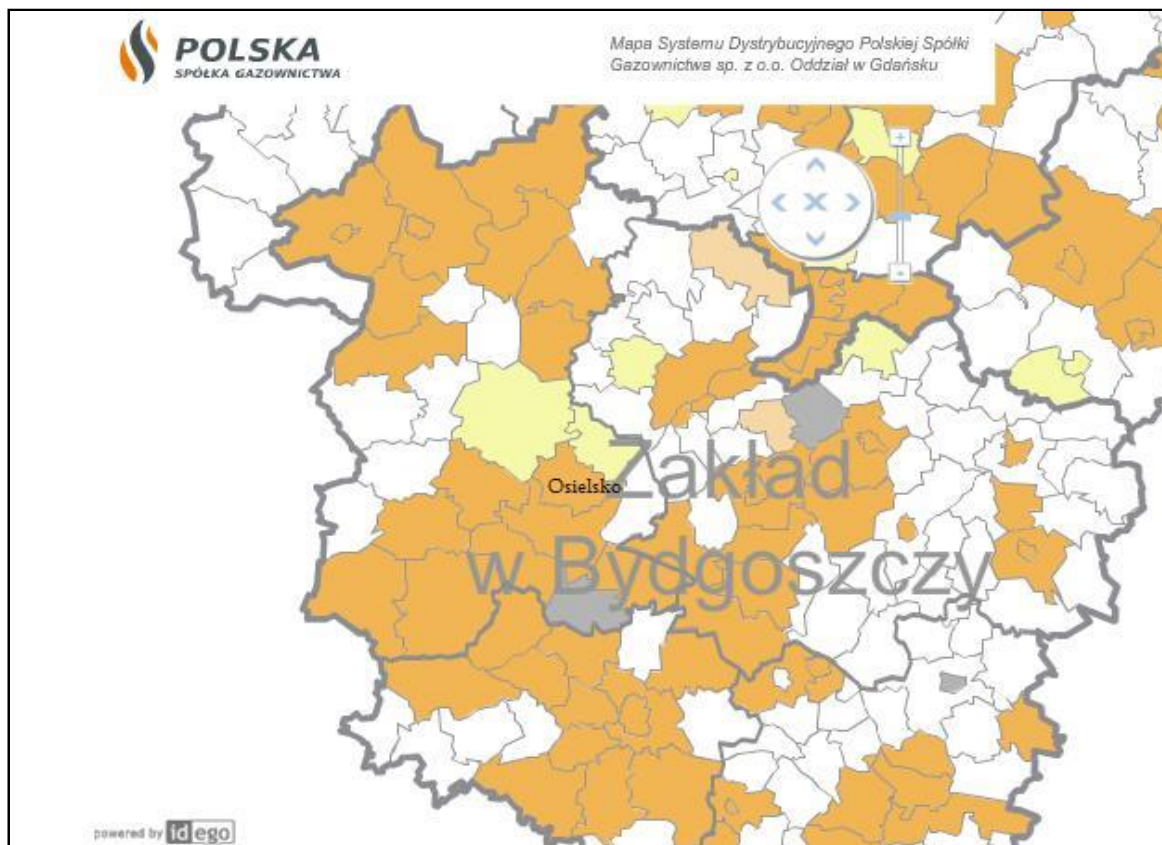 POLSKA
SPÓŁKA GAZOWNICTWA
Mapa Systemu Dystrybucyjnego Polskiej Spółki
Gazownictwa sp. z o.o. Oddział w Gdańsku
+
-
Osielsko
Zakład
w Bydgoszczy
powered by idego